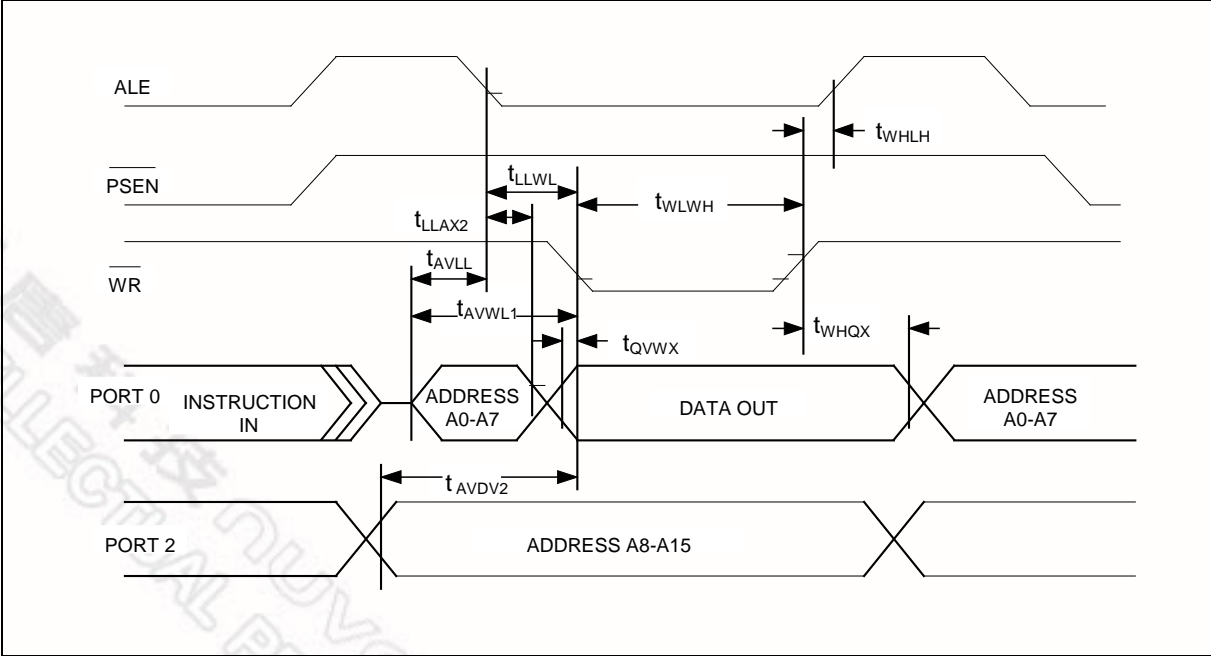 ALE
tWHLH
PSEN
tLLWL
tWLWH
tLLAX2
WR
tAVLL
tAVWL1
tQVWX
tWHQX
PORT 0
INSTRUCTION
IN
ADDRESS
A0-A7
DATA OUT
ADDRESS
A0-A7
t AVDV2
PORT 2
ADDRESS A8-A15